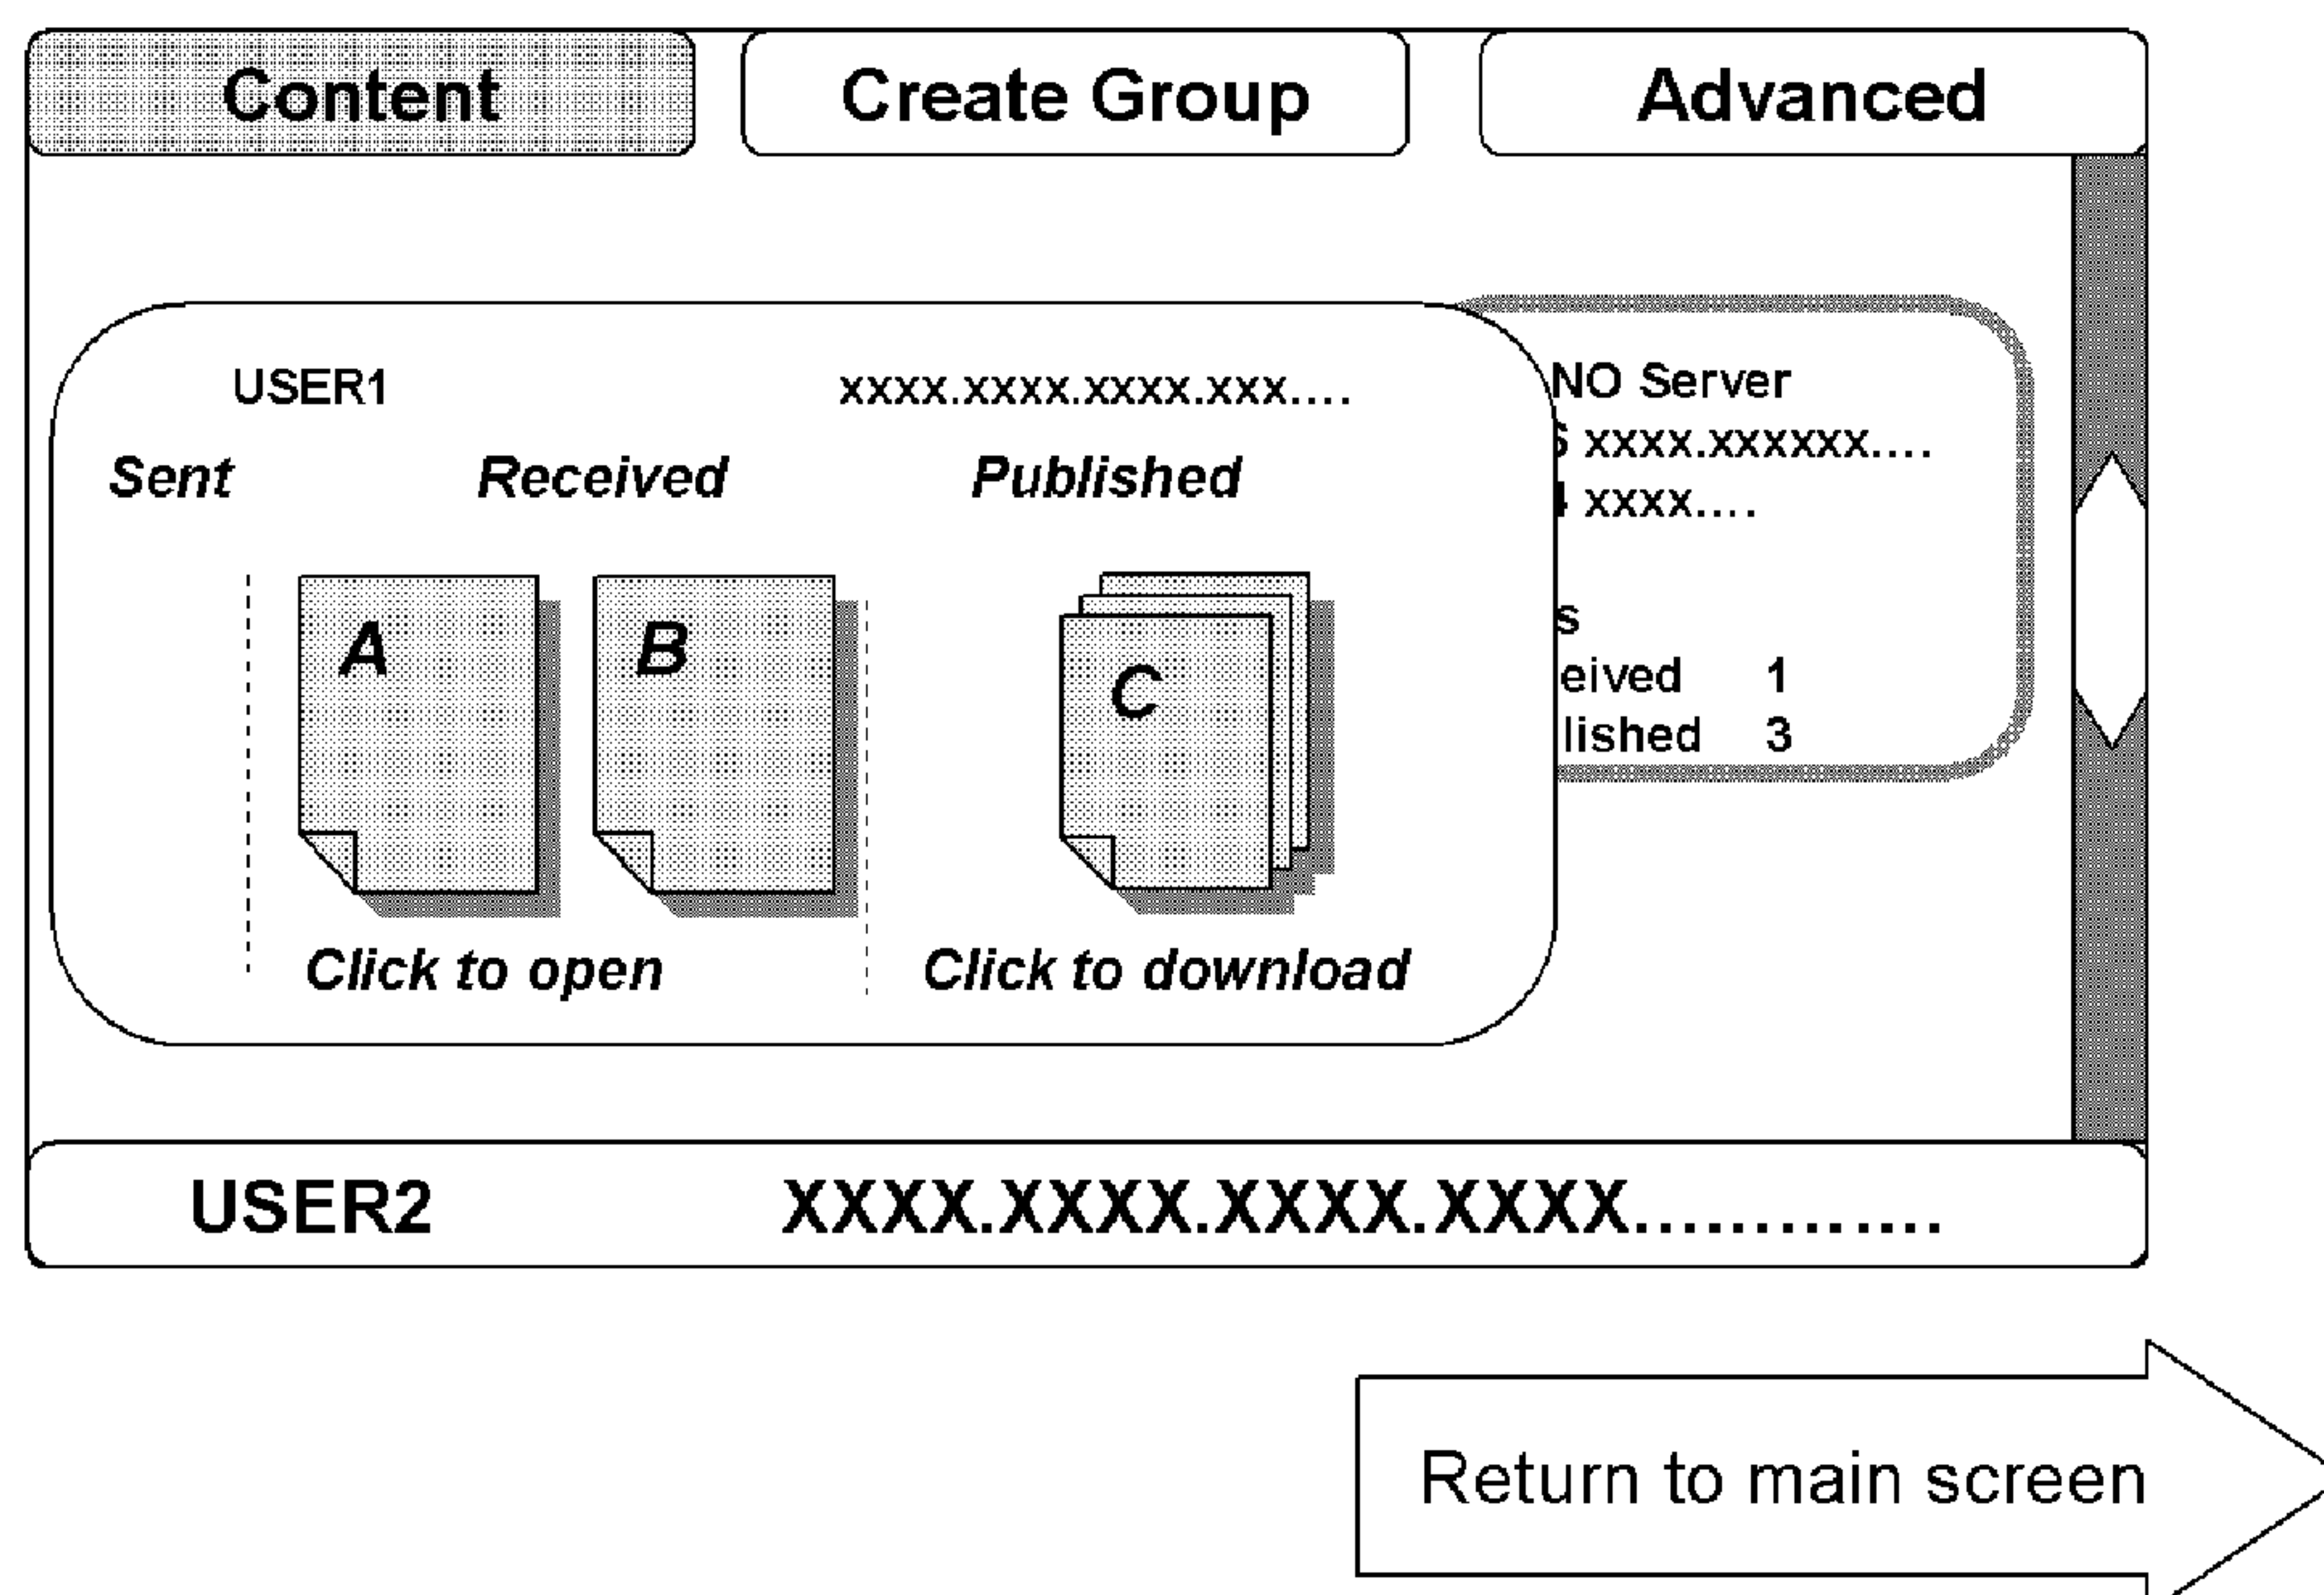 Content Create Group Advanced
USER1 xxxx.xxxx.xxxx.xxx....
Sent Received Published
A B C
Click to open Click to download
NO Server
xxxx.xxxxxx....
xxxx....
s
eived 1
lished 3
USER2 XXXX.XXXX.XXXX.XXXX.............
Return to main screen